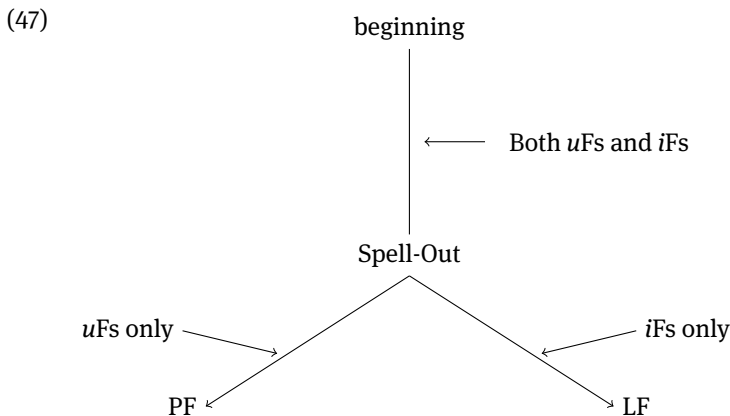 (47)
beginning
Both uFs and iFs
Spell-Out
uFs only
iFs only
PF
LF